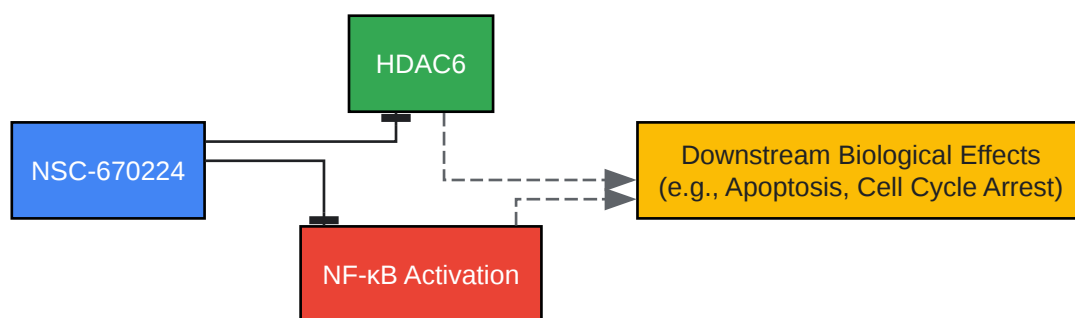 HDAC6
NSC-670224
Downstream Biological Effects
(e.g., Apoptosis, Cell Cycle Arrest)
NF-κB Activation